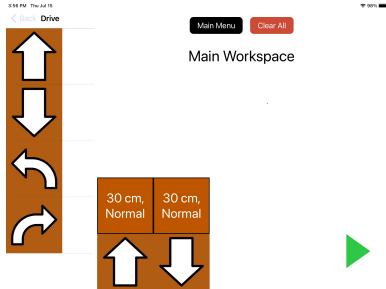 3:56 PM Thu Jul 15
98%
Back Drive
Main Menu Clear All
Main Workspace
30 cm, Normal
30 cm, Normal